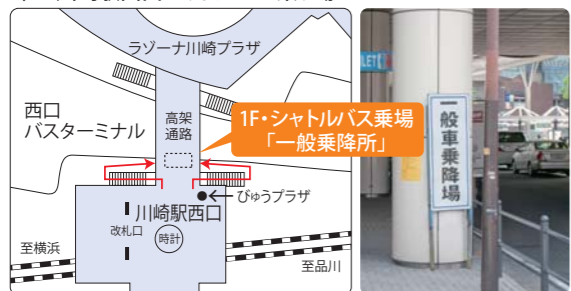 ラゾーナ川崎プラザ
西口
バスターミナル
高架
通路
1F・シャトルバス乗場
「一般乗降所」
びゅうプラザ
川崎駅西口
改札口
時計
至横浜
至品川
一般車乗降場